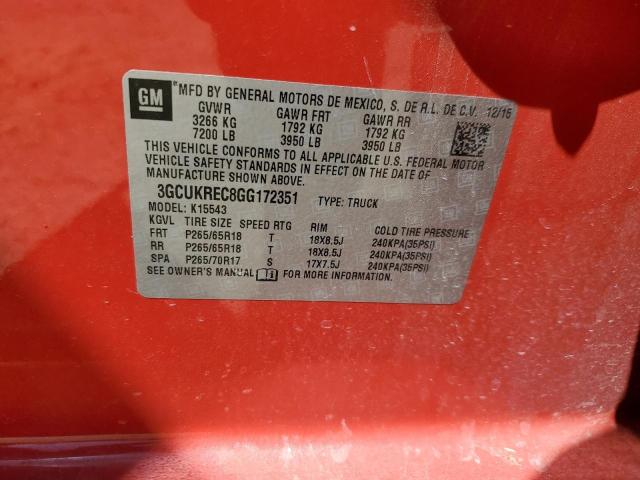 GM
MFD BY GENERAL MOTORS DE MEXICO, S. DE R.L. DE C.V. 12/15
GVWR GAWR FRT GAWR RR
3266 KG 1792 KG 1792 KG
7200 LB 3950 LB 3950 LB
THIS VEHICLE CONFORMS TO ALL APPLICABLE U.S. FEDERAL MOTOR
VEHICLE SAFETY STANDARDS IN EFFECT ON THE DATE OF
MANUFACTURE SHOWN ABOVE.
3GCUKREC8GG172351 TYPE: TRUCK
MODEL: K15543
KGVL TIRE SIZE SPEED RTG RIM COLD TIRE PRESSURE
FRT P265/65R18 T 18X8.5J 240KPA(35PSI)
RR P265/65R18 T 18X8.5J 240KPA(35PSI)
SPA P265/70R17 S 17X7.5J 240KPA(35PSI)
SEE OWNER'S MANUAL FOR MORE INFORMATION.